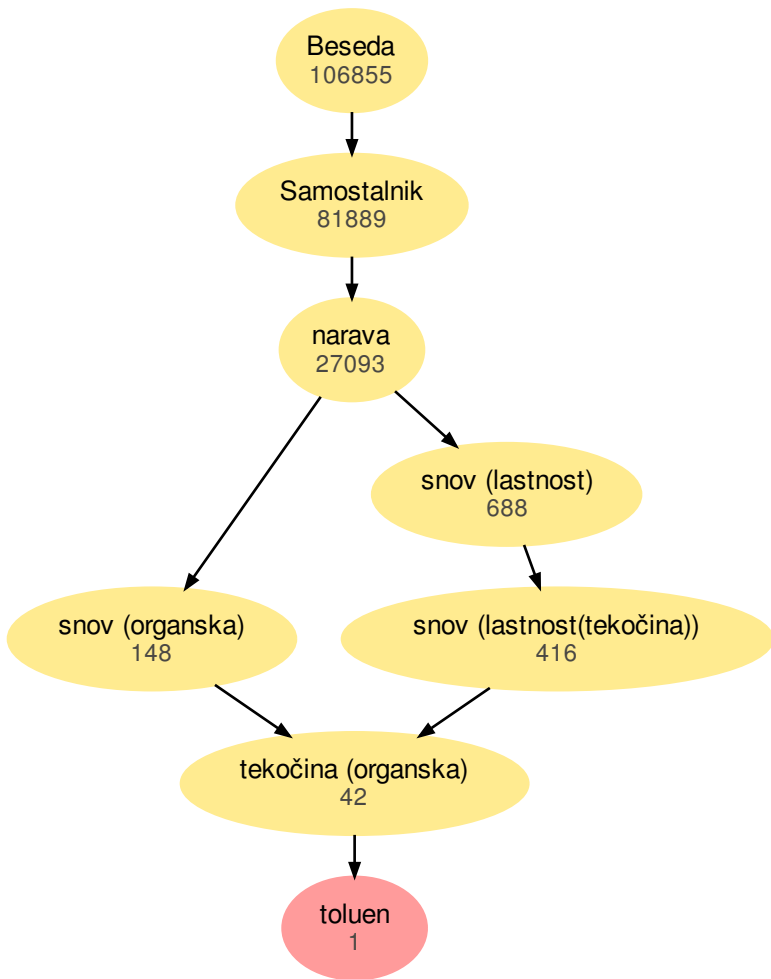 Beseda
106855
Samostalnik
81889
narava
27093
snov (lastnost)
688
snov (organska)
148
snov (lastnost(tekočina))
416
tekočina (organska)
42
toluen
1